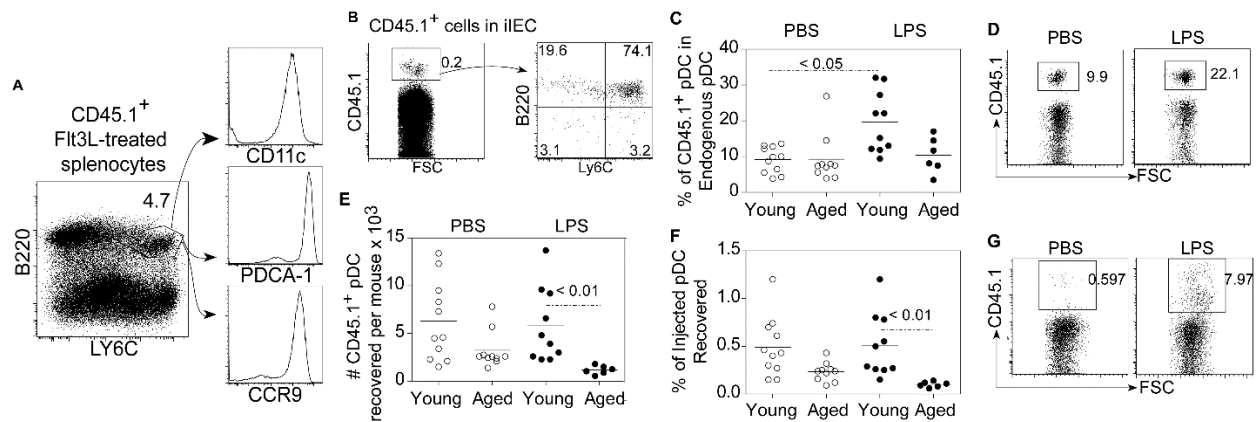 A
CD45.1+
Flt3L-treated
splenocytes
4.7
B220
LY6C
CD11c
PDCA-1
CCR9
B
CD45.1+ cells in iIEC
CD45.1
0.2
FSC
B220
19.6
74.1
3.1
3.2
Ly6C
C
PBS
LPS
% of CD45.1+ pDC in
Endogenous pDC
40
30
20
10
0
< 0.05
Young
Aged
Young
Aged
D
PBS
LPS
CD45.1
9.9
22.1
FSC
E
PBS
LPS
# CD45.1+ pDC
recovered per mouse x 103
15
10
5
0
< 0.01
Young
Aged
Young
Aged
F
% of Injected pDC
Recovered
1.5
1.0
0.5
0.0
< 0.01
Young
Aged
Young
Aged
G
PBS
LPS
CD45.1
0.597
7.97
FSC